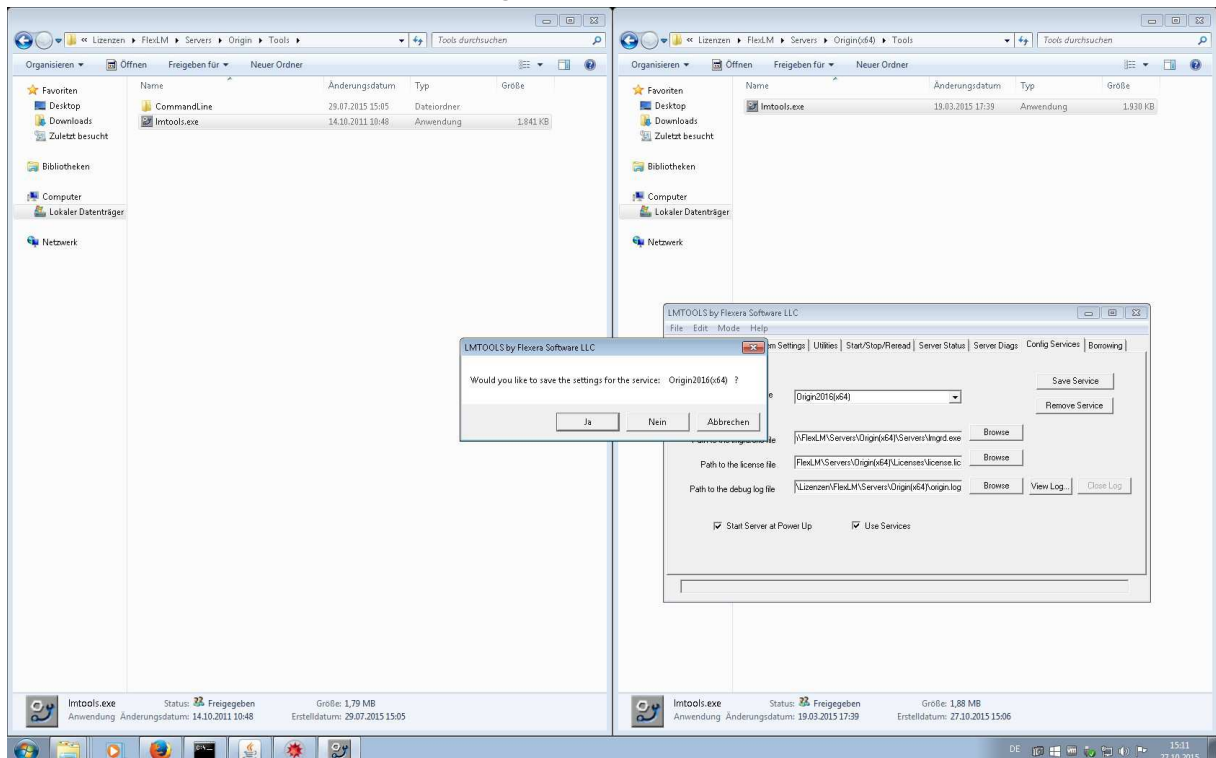 « Lizenzen ▸ FlexLM ▸ Servers ▸ Origin ▸ Tools ▸
Tools durchsuchen
Organisieren Öffnen Freigeben für Neuer Ordner
Favoriten
Desktop
Downloads
Zuletzt besucht
Bibliotheken
Computer
Lokaler Datenträger
Netzwerk
Name Änderungsdatum Typ Größe
CommandLine 29.07.2015 15:05 Dateiordner
lmtools.exe 14.10.2011 10:48 Anwendung 1.841 KB
lmtools.exe Status: Freigegeben Größe: 1,79 MB
Anwendung Änderungsdatum: 14.10.2011 10:48 Erstelldatum: 29.07.2015 15:05
« Lizenzen ▸ FlexLM ▸ Servers ▸ Origin(x64) ▸ Tools
Tools durchsuchen
Organisieren Öffnen Freigeben für Neuer Ordner
Favoriten
Desktop
Downloads
Zuletzt besucht
Bibliotheken
Computer
Lokaler Datenträger
Netzwerk
Name Änderungsdatum Typ Größe
lmtools.exe 19.03.2015 17:39 Anwendung 1.930 KB
LMTOOLS by Flexera Software LLC
File Edit Mode Help
Settings Utilities Start/Stop/Reread Server Status Server Diags Config Services Borrowing
Origin2016(x64)
Save Service
Remove Service
\FlexLM\Servers\Origin(x64)\Servers\lmgrd.exe Browse
Path to the license file FlexLM\Servers\Origin(x64)\Licenses\license.lic Browse
Path to the debug log file \Lizenzen\FlexLM\Servers\Origin(x64)\origin.log Browse View Log... Close Log
Start Server at Power Up Use Services
LMTOOLS by Flexera Software LLC
Would you like to save the settings for the service: Origin2016(x64) ?
Ja Nein Abbrechen
lmtools.exe Status: Freigegeben Größe: 1,88 MB
Anwendung Änderungsdatum: 19.03.2015 17:39 Erstelldatum: 27.10.2015 15:06
DE
15:11
27.10.2015